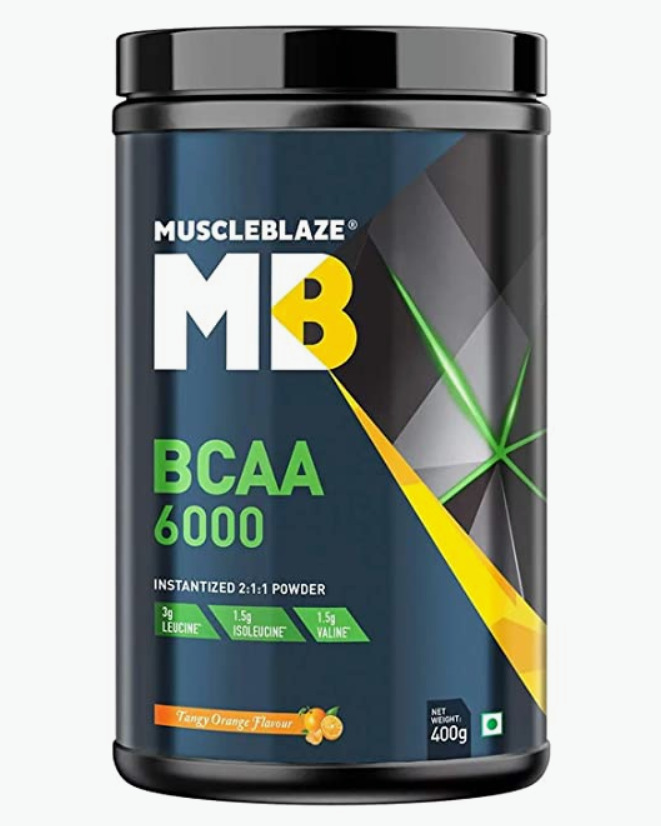 MUSCLEBLAZE®
MB
BCAA
6000
INSTANTIZED 2:1:1 POWDER
3g
LEUCINE^
1.5g
ISOLEUCINE^
1.5g
VALINE^
Tangy Orange Flavour
NET
WEIGHT:
400g